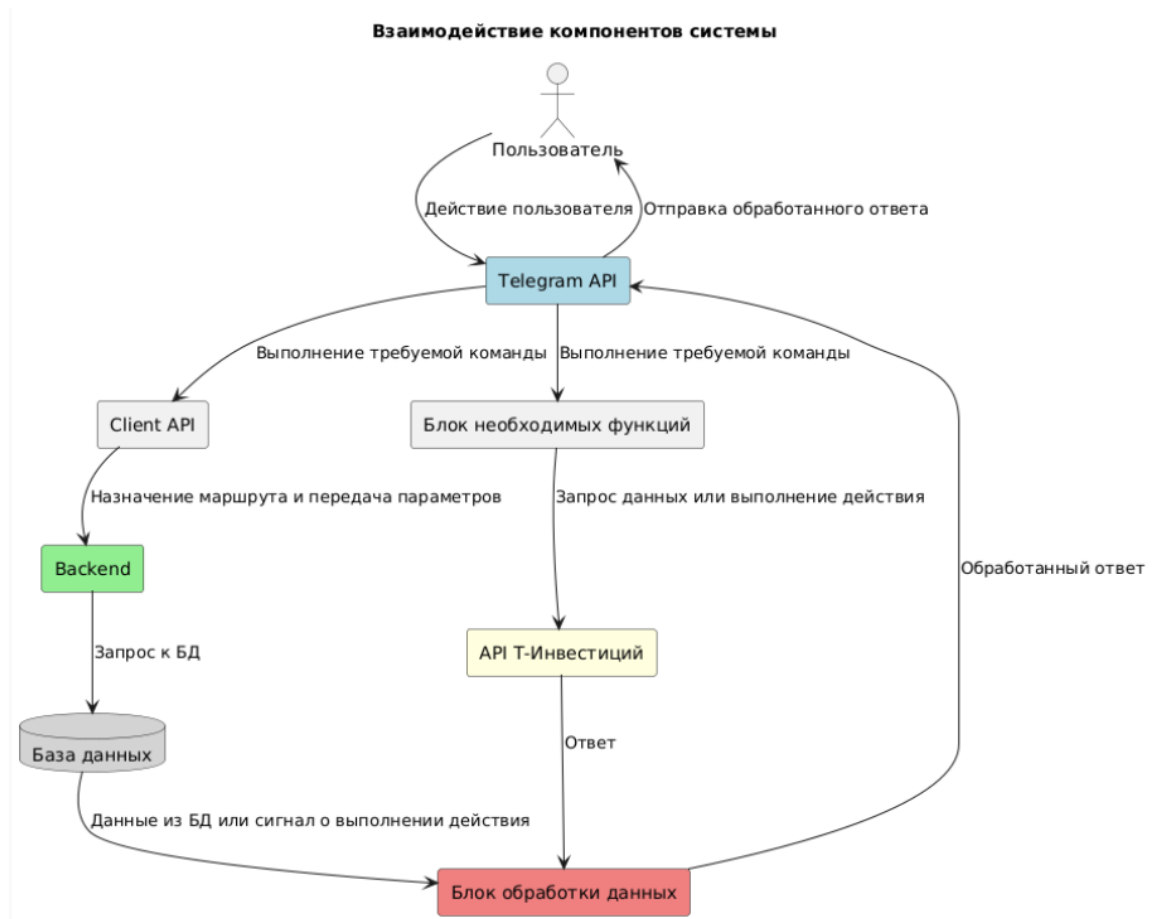 Взаимодействие компонентов системы
Пользователь
Действие пользователя
Отправка обработанного ответа
Telegram API
Выполнение требуемой команды
Выполнение требуемой команды
Client API
Блок необходимых функций
Назначение маршрута и передача параметров
Запрос данных или выполнение действия
Backend
Обработанный ответ
Запрос к БД
API Т-Инвестиций
База данных
Ответ
Данные из БД или сигнал о выполнении действия
Блок обработки данных